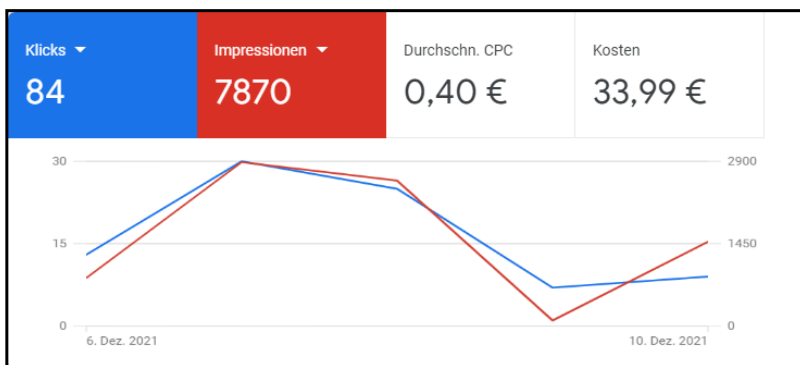 Klicks Impressionen Durchschn. CPC Kosten
84 7870 0,40 € 33,99 €
30 2900
15 1450
0 0
6. Dez. 2021 10. Dez. 2021